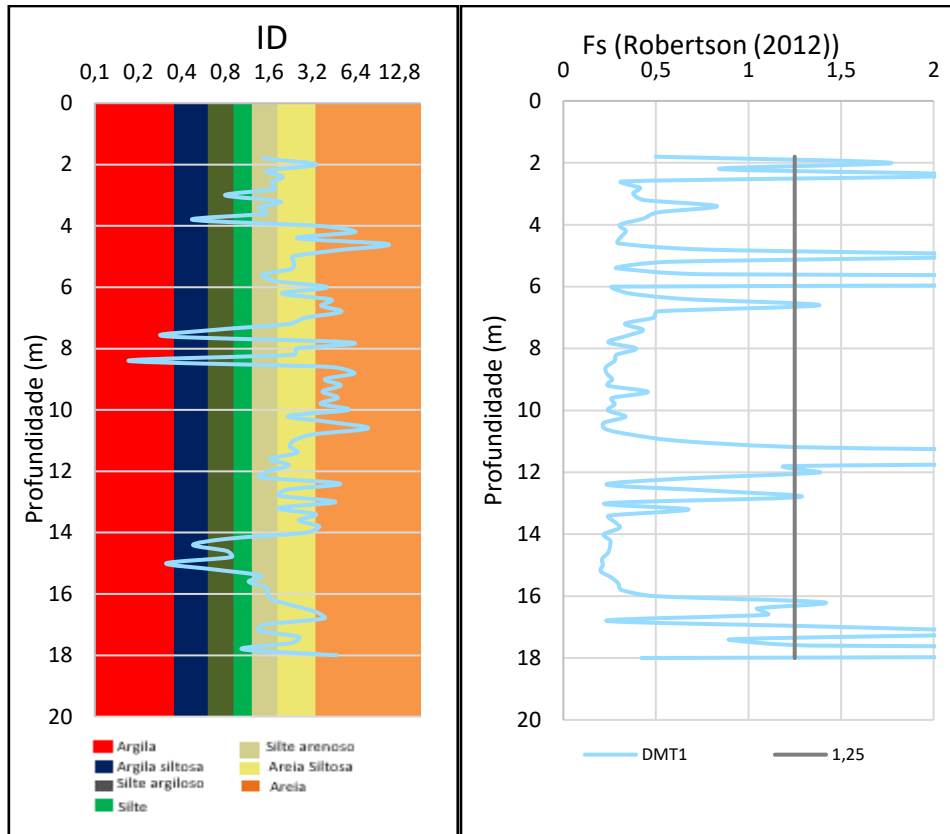 ID
0,1 0,2 0,4 0,8 1,6 3,2 6,4 12,8
0
2
4
6
8
10
12
14
16
18
20
Profundidade (m)
Argila
Argila siltosa
Silte argiloso
Silte
Silte arenoso
Areia Siltosa
Areia
Fs (Robertson (2012))
0 0,5 1 1,5 2
0
2
4
6
8
10
12
14
16
18
20
Profundidade (m)
DMT1 1,25